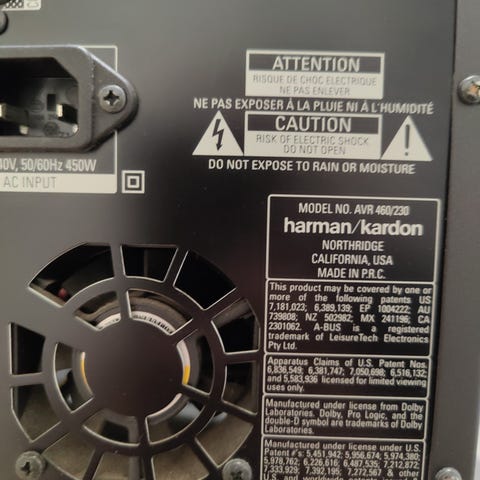 ATTENTION
RISQUE DE CHOC ELECTRIQUE
NE PAS ENLEVER
NE PAS EXPOSER À LA PLUIE NI À L'HUMIDITÉ
CAUTION
RISK OF ELECTRIC SHOCK
DO NOT OPEN
DO NOT EXPOSE TO RAIN OR MOISTURE
40V, 50/60Hz 450W
AC INPUT
MODEL NO. AVR 460/230
harman/kardon
NORTHRIDGE
CALIFORNIA, USA
MADE IN P.R.C.
This product may be covered by one or
more of the following patents US
7,181,023; 6,389,139; EP 1004222; AU
739808; NZ 502982; MX 241196; CA
2301062. A-BUS is a registered
trademark of LeisureTech Electronics
Pty Ltd.
Apparatus Claims of U.S. Patent Nos.
6,836,549; 6,381,747; 7,050,698; 6,516,132;
and 5,583,936 licensed for limited viewing
uses only.
Manufactured under license from Dolby
Laboratories. Dolby, Pro Logic, and the
double-D symbol are trademarks of Dolby
Laboratories.
Manufactured under license under U.S.
Patent #'s: 5,451,942; 5,956,674; 5,974,380;
5,978,762; 6,226,616; 6,487,535; 7,212,872;
7,333,929; 7,392,195; 7,272,567 & other